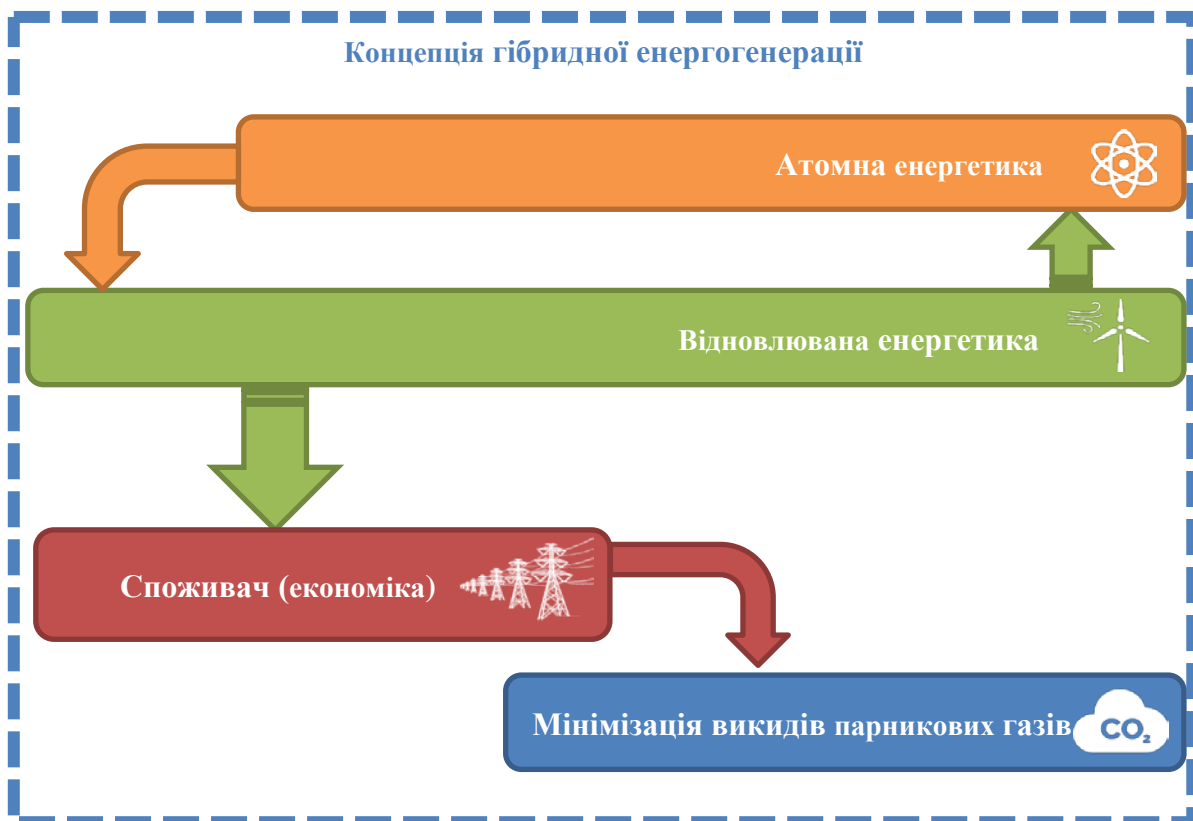 Концепція гібридної енергогенерації
Атомна енергетика
Відновлювана енергетика
Споживач (економіка)
Мінімізація викидів парникових газів
CO₂